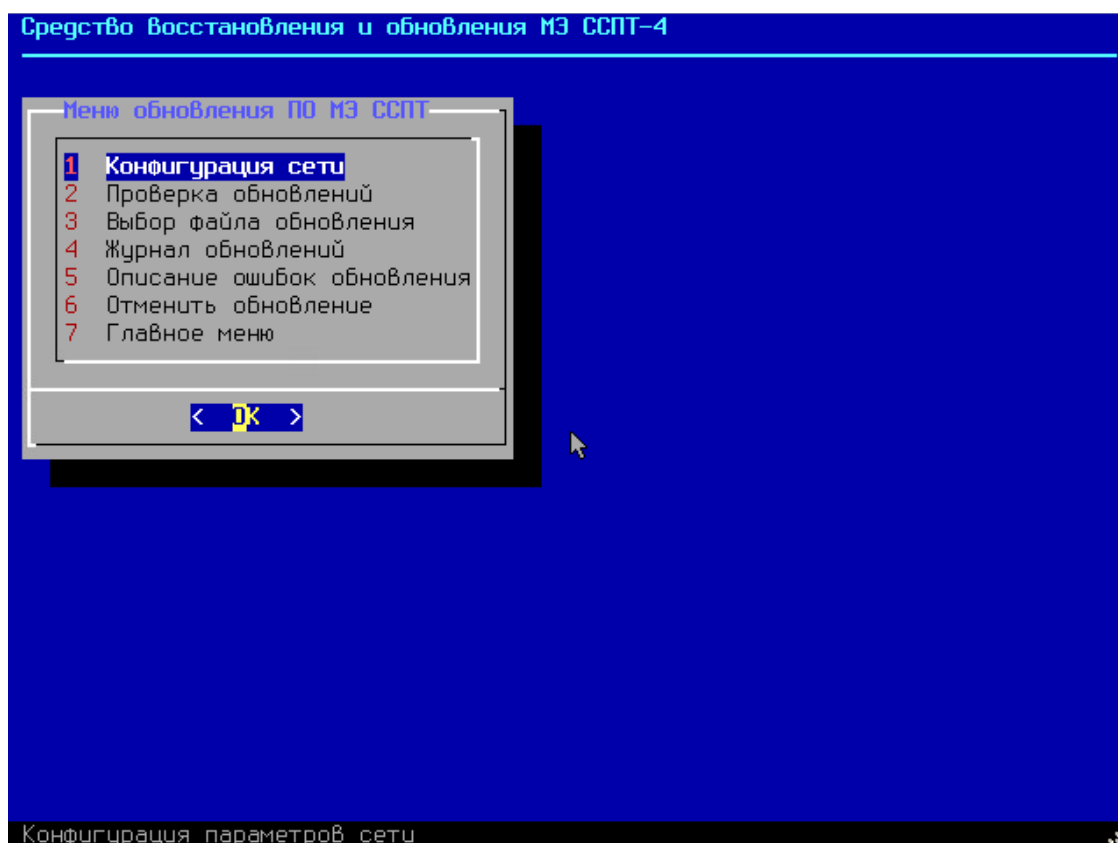 Средство восстановления и обновления МЭ ССПТ-4
Меню обновления ПО МЭ ССПТ
1 Конфигурация сети
2 Проверка обновлений
3 Выбор файла обновления
4 Журнал обновлений
5 Описание ошибок обновления
6 Отменить обновление
7 Главное меню
< OK >
Конфигурация параметров сети